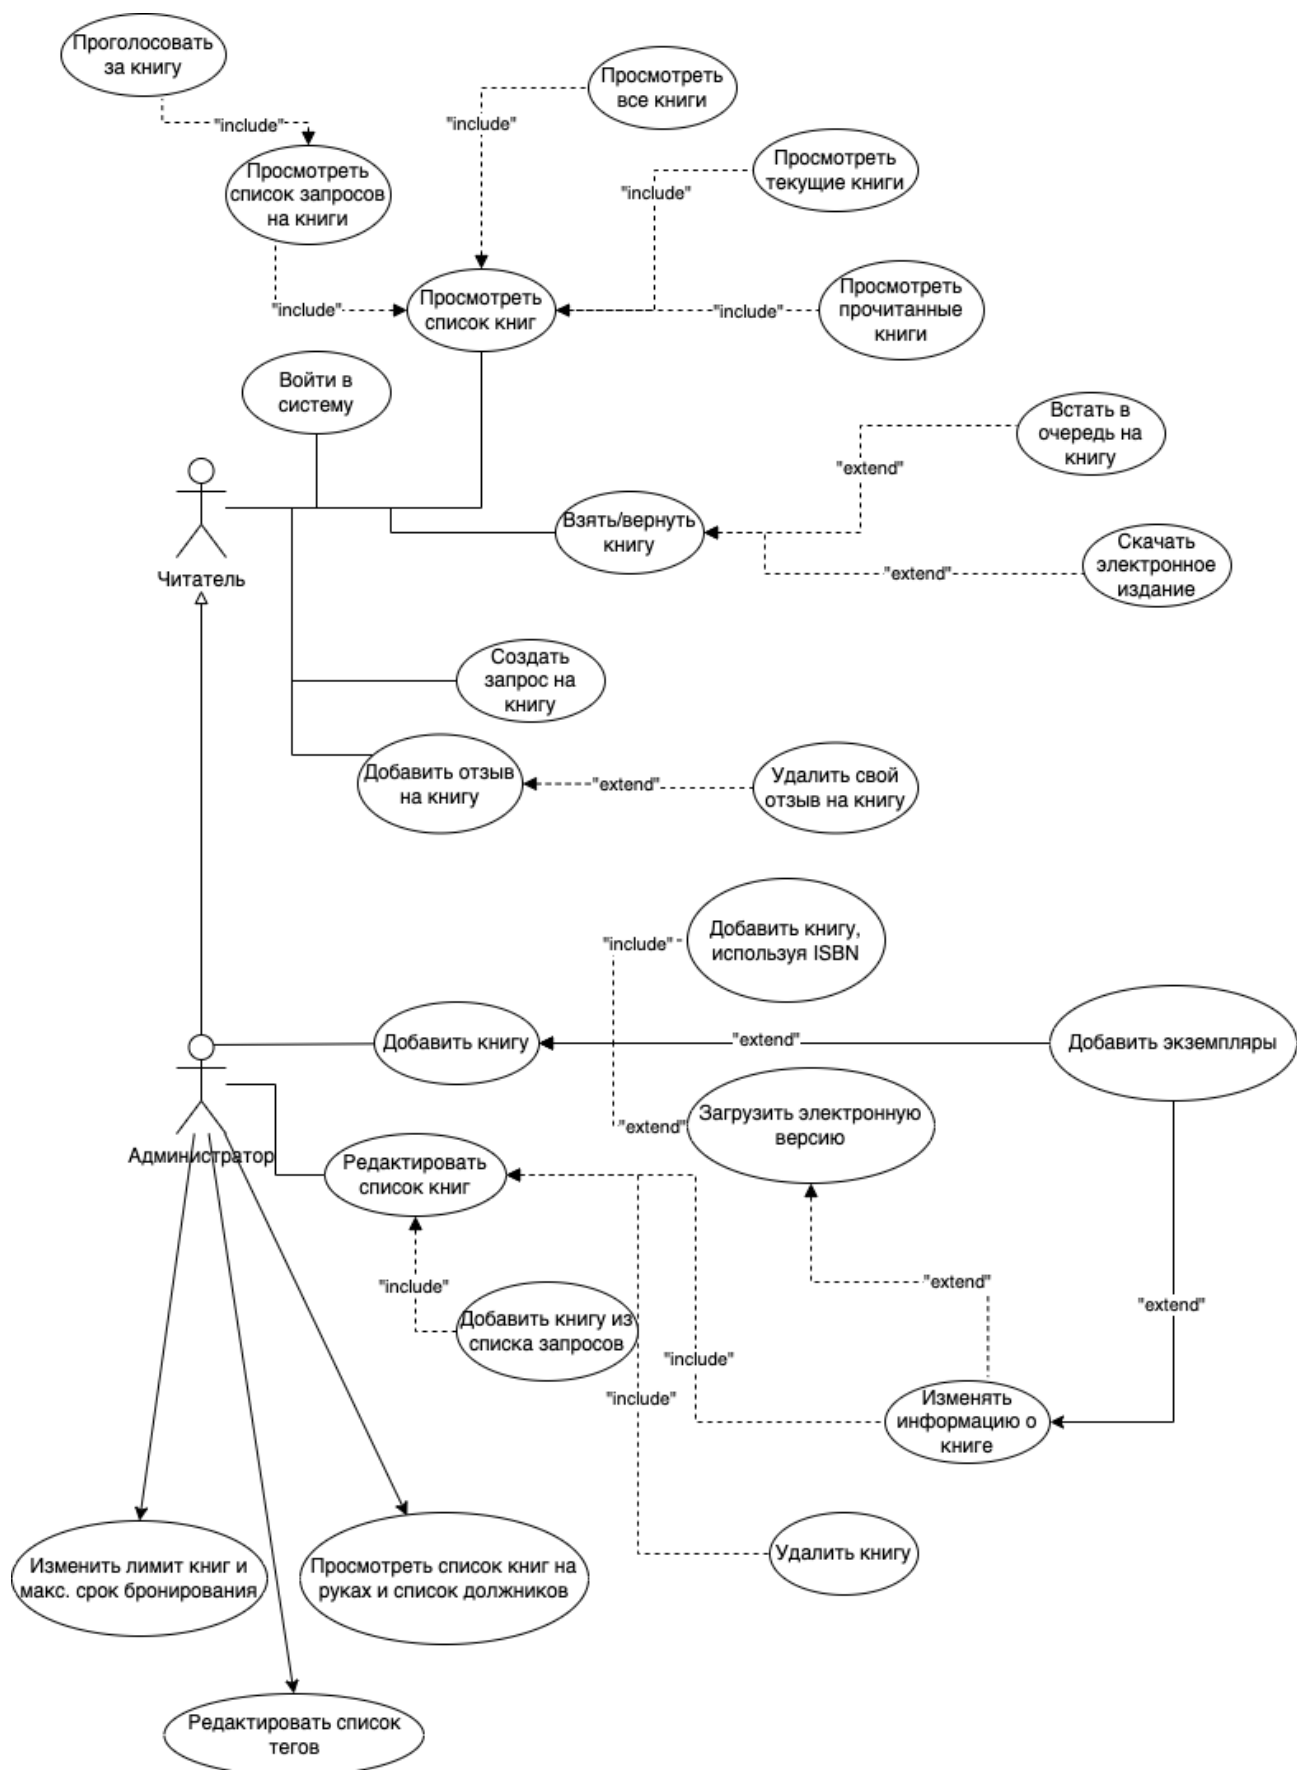 Проголосовать
за книгу
"include"
Просмотреть
список запросов
на книги
"include"
Просмотреть
все книги
"include"
Просмотреть
текущие книги
"include"
Просмотреть
список книг
"include"
Просмотреть
прочитанные
книги
Войти в
систему
Встать в
очередь на
книгу
"extend"
Взять/вернуть
книгу
"extend"
Скачать
электронное
издание
Читатель
Создать
запрос на
книгу
Добавить отзыв
на книгу
"extend"
Удалить свой
отзыв на книгу
"include"
Добавить книгу,
используя ISBN
Добавить книгу
"extend"
Добавить экземпляры
"extend"
Загрузить электронную
версию
Администратор
Редактировать
список книг
"include"
"extend"
"extend"
Добавить книгу из
списка запросов
"include"
"include"
Изменять
информацию о
книге
Удалить книгу
Изменить лимит книг и
макс. срок бронирования
Просмотреть список книг на
руках и список должников
Редактировать список
тегов